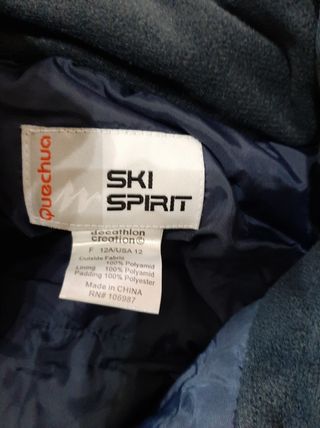 Quechua
SKI
SPIRIT
decathlon
creation©
F 12A/USA 12
Outside Fabric
100% Polyamid
Lining 100% Polyamid
Padding 100% Polyester
Made in CHINA
RN# 106987